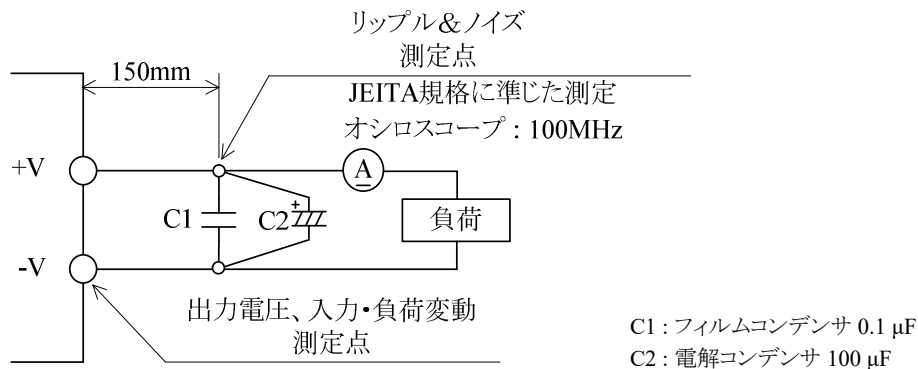 リップル＆ノイズ
測定点
150mm
JEITA規格に準じた測定
オシロスコープ : 100MHz
+V
A
C1
+
C2
負荷
-V
出力電圧、入力・負荷変動
測定点
C1 : フィルムコンデンサ 0.1 μF
C2 : 電解コンデンサ 100 μF